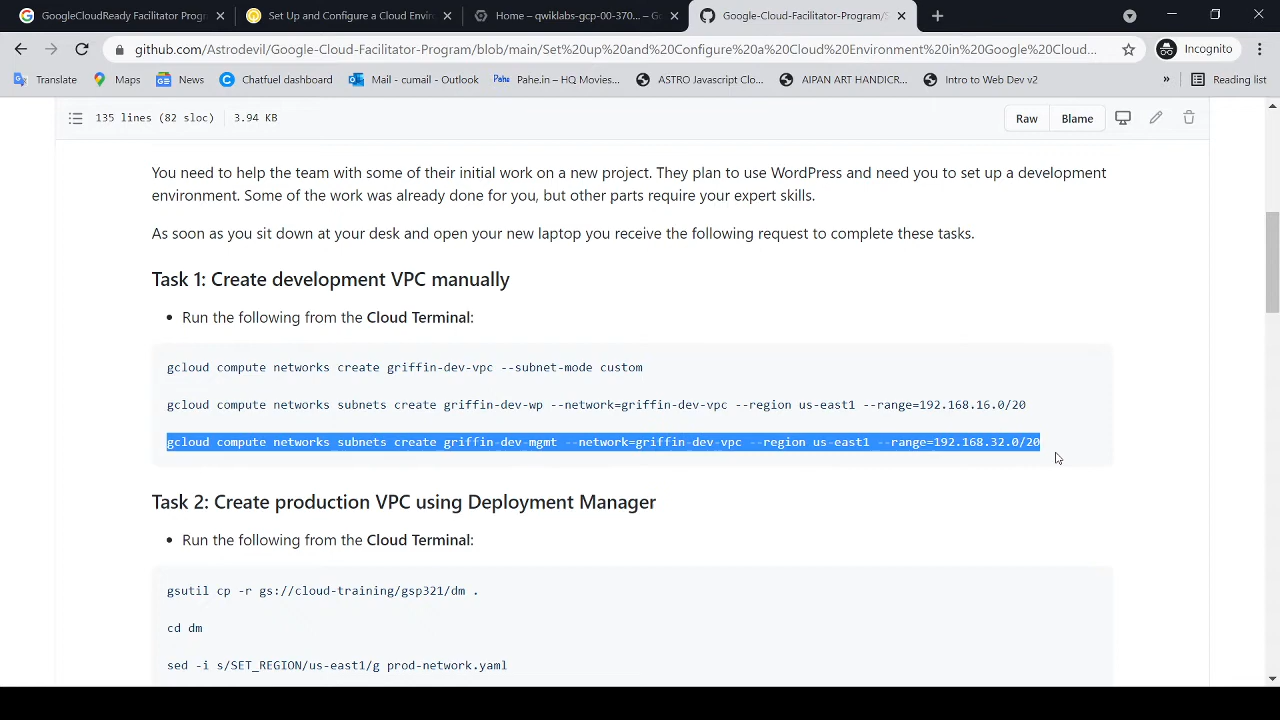 GoogleCloudReady Facilitator Progr
Set Up and Configure a Cloud Envir
Home – qwiklabs-gcp-00-370... – G
Google-Cloud-Facilitator-Program/S
github.com/Astrodevil/Google-Cloud-Facilitator-Program/blob/main/Set%20up%20and%20Configure%20a%20Cloud%20Environment%20in%20Google%20Cloud...
Incognito
Translate
Maps
News
Chatfuel dashboard
Mail - cumail - Outlook
Pahe.in – HQ Movies...
ASTRO Javascript Clo...
AIPAN ART HANDICR...
Intro to Web Dev v2
»
Reading list
135 lines (82 sloc)
3.94 KB
Raw
Blame
You need to help the team with some of their initial work on a new project. They plan to use WordPress and need you to set up a development
environment. Some of the work was already done for you, but other parts require your expert skills.
As soon as you sit down at your desk and open your new laptop you receive the following request to complete these tasks.
Task 1: Create development VPC manually
• Run the following from the Cloud Terminal:
gcloud compute networks create griffin-dev-vpc --subnet-mode custom
gcloud compute networks subnets create griffin-dev-wp --network=griffin-dev-vpc --region us-east1 --range=192.168.16.0/20
gcloud compute networks subnets create griffin-dev-mgmt --network=griffin-dev-vpc --region us-east1 --range=192.168.32.0/20
Task 2: Create production VPC using Deployment Manager
• Run the following from the Cloud Terminal:
gsutil cp -r gs://cloud-training/gsp321/dm .
cd dm
sed -i s/SET_REGION/us-east1/g prod-network.yaml